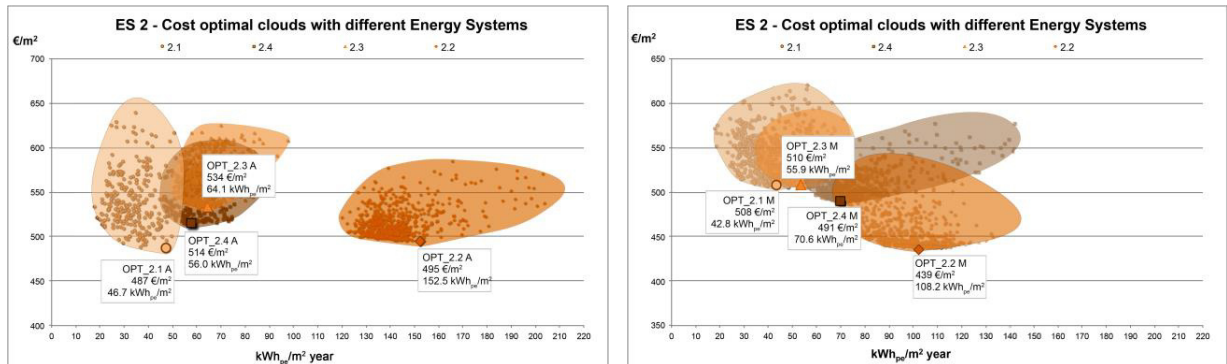 ES 2 - Cost optimal clouds with different Energy Systems
€/m²
2.1 2.4 2.3 2.2
700
650
600
550
500
450
400
OPT_2.3 A
534 €/m²
64.1 kWhpe/m²
OPT_2.4 A
514 €/m²
56.0 kWhpe/m²
OPT_2.1 A
487 €/m²
46.7 kWhpe/m²
OPT_2.2 A
495 €/m²
152.5 kWhpe/m²
0 10 20 30 40 50 60 70 80 90 100 110 120 130 140 150 160 170 180 190 200 210 220
kWhpe/m² year
ES 2 - Cost optimal clouds with different Energy Systems
€/m²
2.1 2.4 2.3 2.2
700
650
600
550
500
450
400
350
OPT_2.3 M
510 €/m²
55.9 kWhpe/m²
OPT_2.1 M
508 €/m²
42.8 kWhpe/m²
OPT_2.4 M
491 €/m²
70.6 kWhpe/m²
OPT_2.2 M
439 €/m²
108.2 kWhpe/m²
0 10 20 30 40 50 60 70 80 90 100 110 120 130 140 150 160 170 180 190 200 210 220
kWhpe/m² year